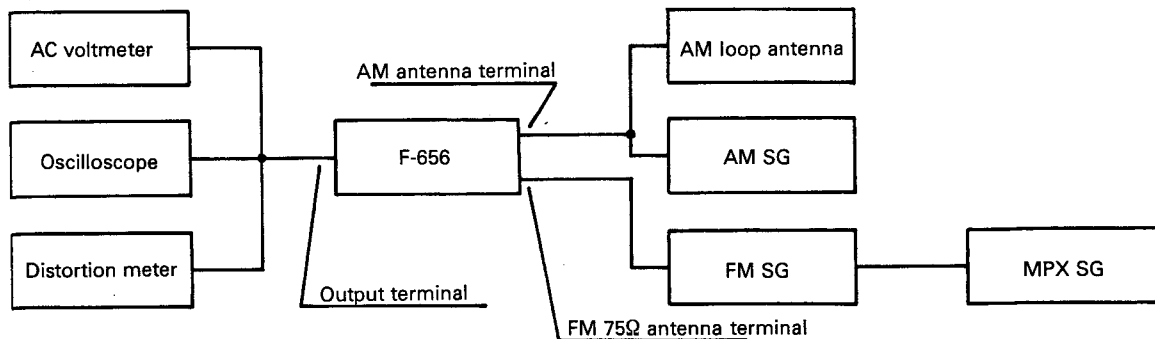 AC voltmeter
AM loop antenna
AM antenna terminal
Oscilloscope
F-656
AM SG
Distortion meter
FM SG
MPX SG
Output terminal
FM 75Ω antenna terminal